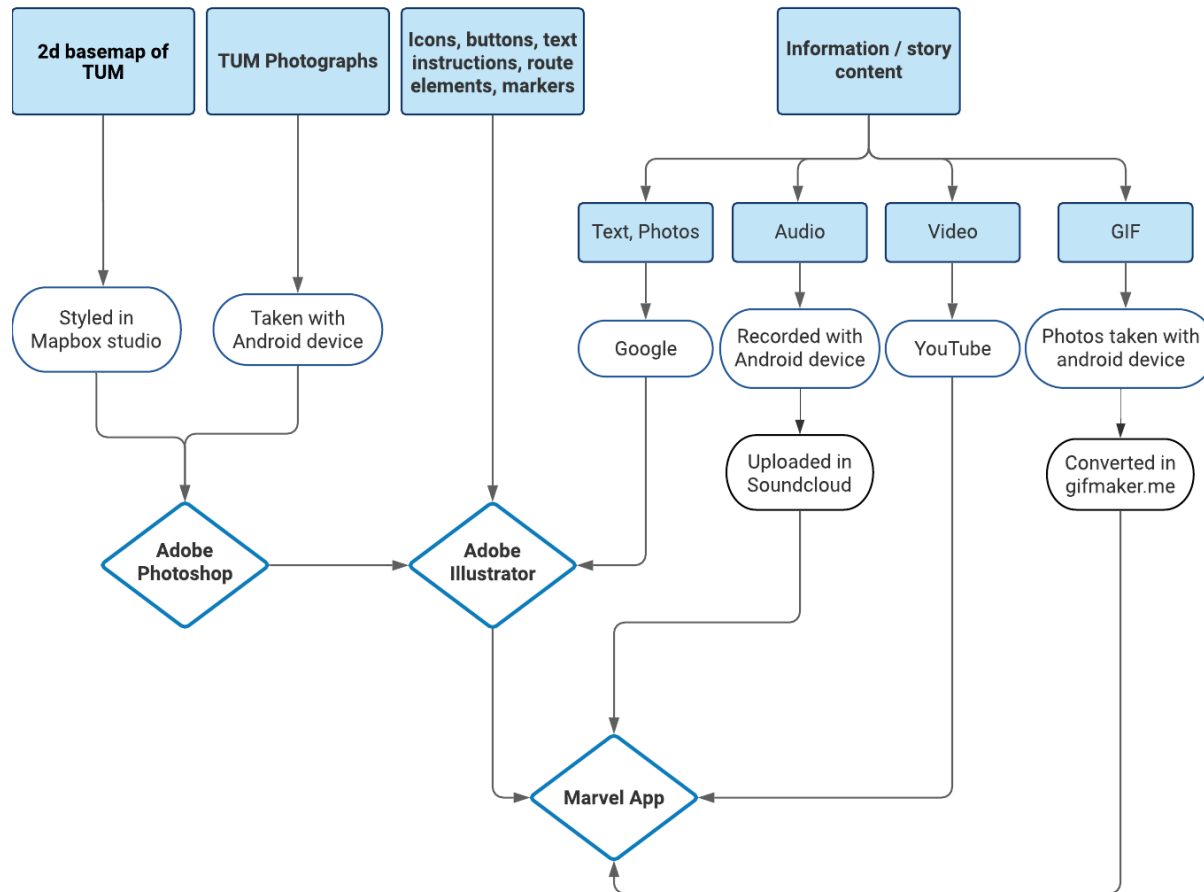 2d basemap of
TUM
TUM Photographs
Icons, buttons, text
instructions, route
elements, markers
Information / story
content
Text, Photos
Audio
Video
GIF
Styled in
Mapbox studio
Taken with
Android device
Google
Recorded with
Android device
YouTube
Photos taken with
android device
Uploaded in
Soundcloud
Converted in
gifmaker.me
Adobe
Photoshop
Adobe
Illustrator
Marvel App